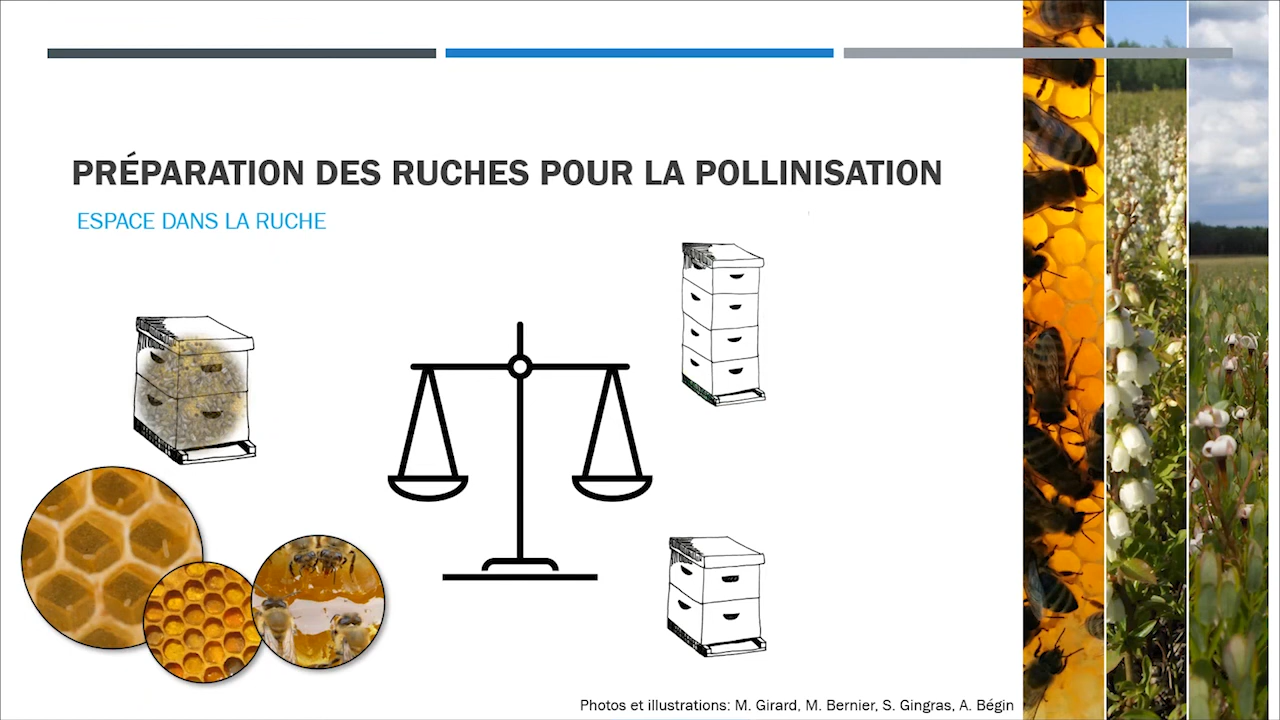 PRÉPARATION DES RUCHES POUR LA POLLINISATION
ESPACE DANS LA RUCHE
Photos et illustrations: M. Girard, M. Bernier, S. Gingras, A. Bégin